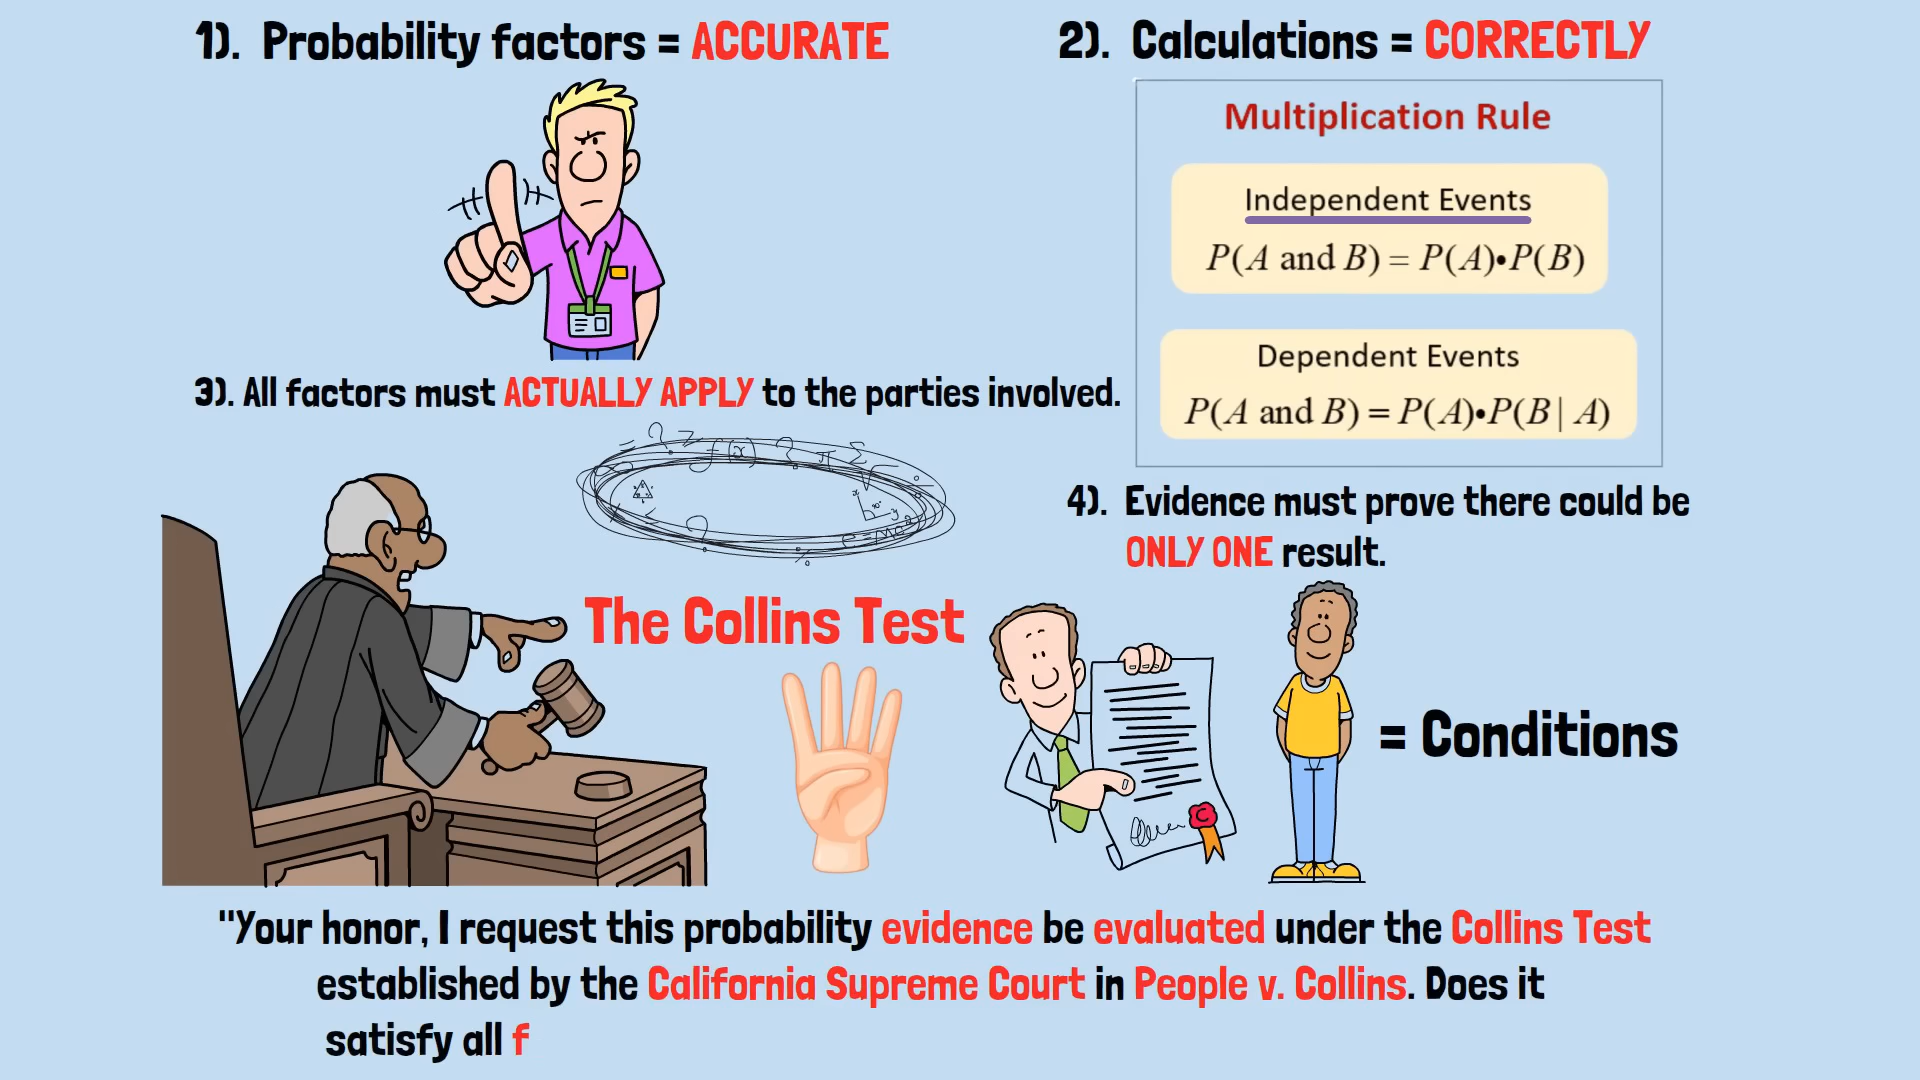 1). Probability factors = ACCURATE
2). Calculations = CORRECTLY
Multiplication Rule
Independent Events
P(A and B) = P(A)•P(B)
Dependent Events
P(A and B) = P(A)•P(B | A)
3). All factors must ACTUALLY APPLY to the parties involved.
4). Evidence must prove there could be
ONLY ONE result.
The Collins Test
= Conditions
"Your honor, I request this probability evidence be evaluated under the Collins Test
established by the California Supreme Court in People v. Collins. Does it
satisfy all f